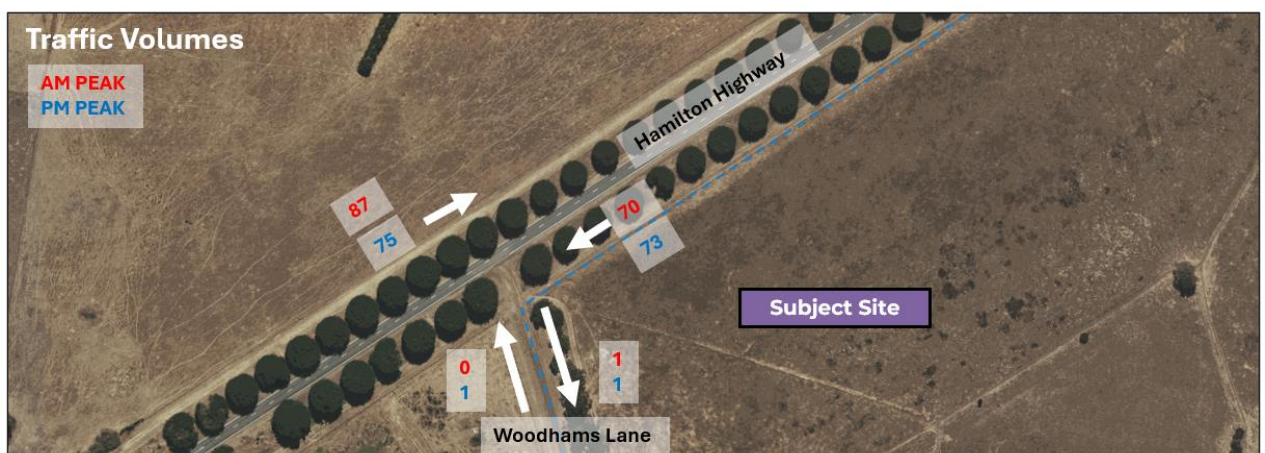 Traffic Volumes
AM PEAK
PM PEAK
Hamilton Highway
87
75
70
73
Subject Site
0
1
1
1
Woodhams Lane